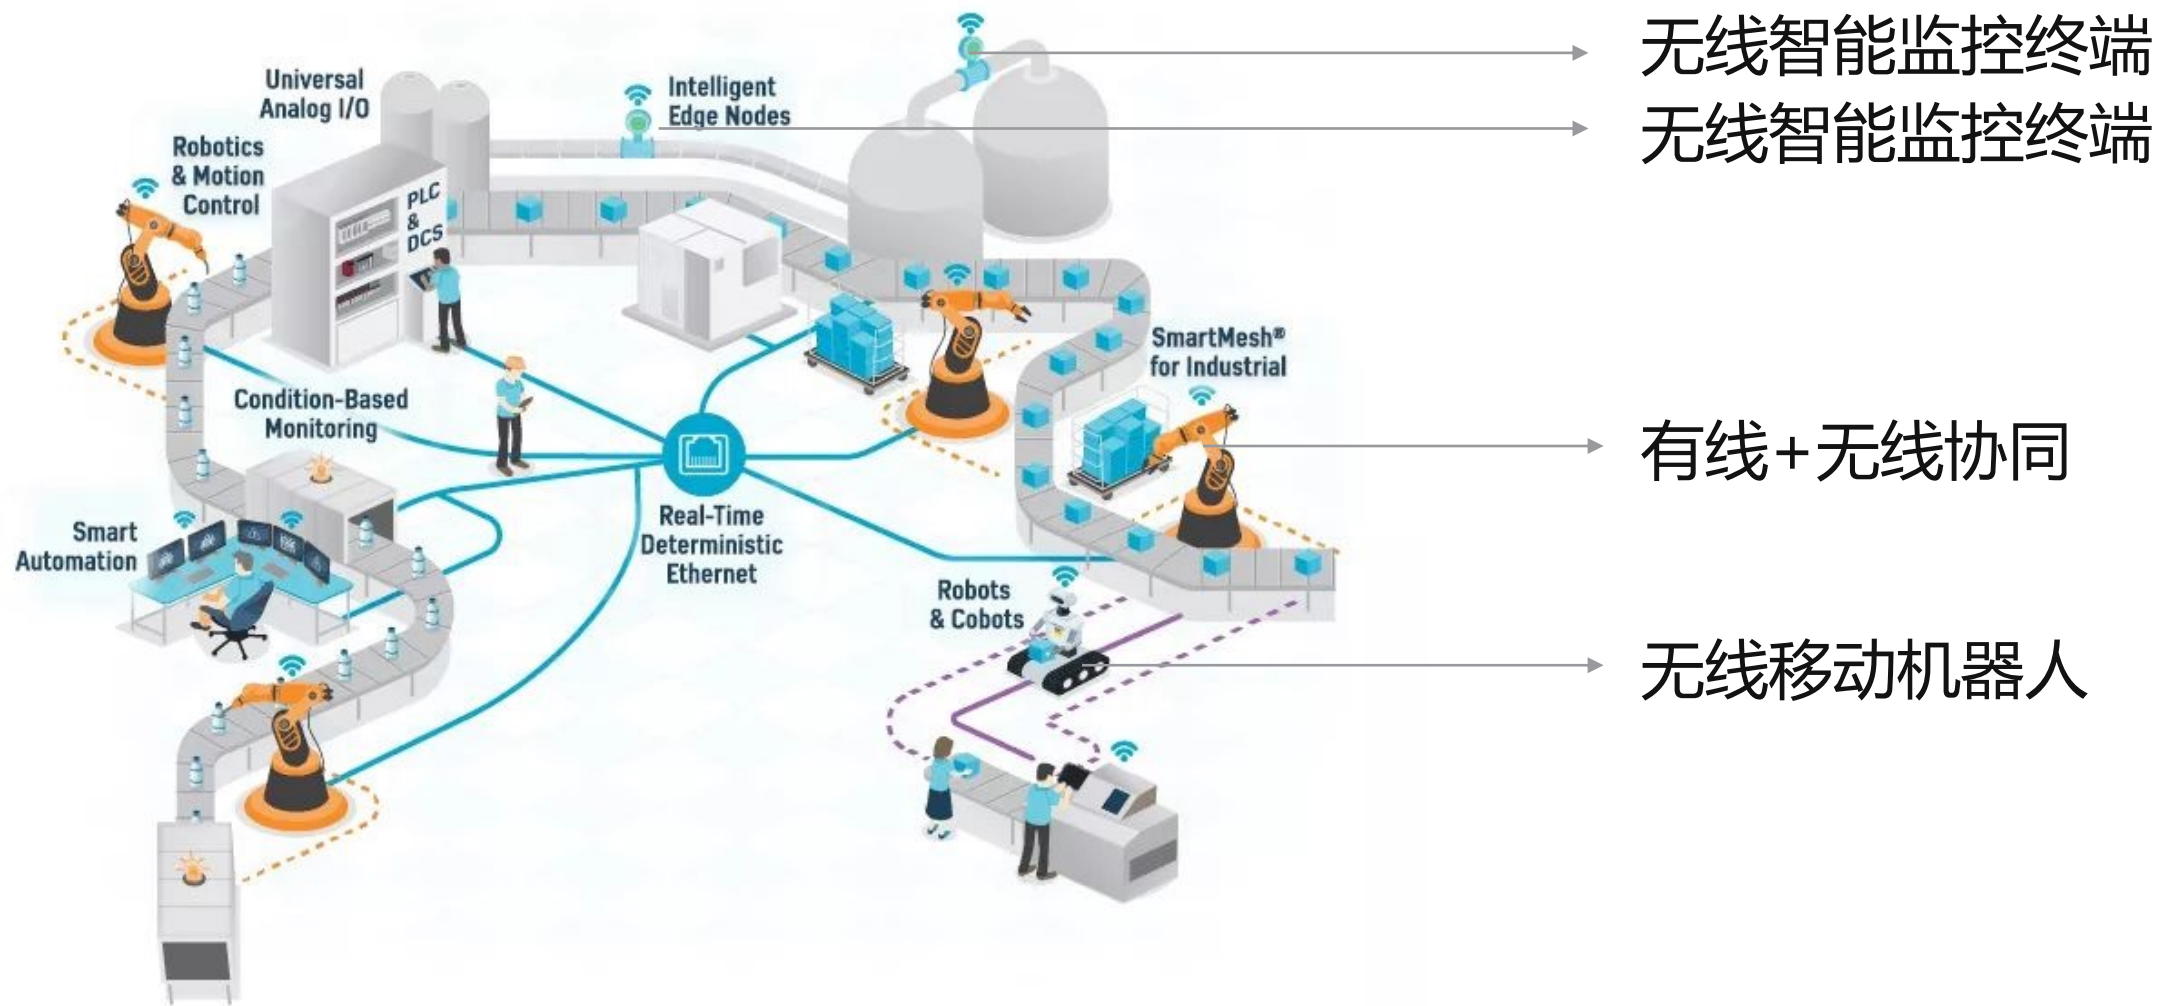 无线智能监控终端
Universal
Analog I/O
Intelligent
Edge Nodes
无线智能监控终端
Robotics
& Motion
Control
PLC
&
DCS
SmartMesh®
for Industrial
Condition-Based
Monitoring
有线+无线协同
Smart
Automation
Real-Time
Deterministic
Ethernet
Robots
& Cobots
无线移动机器人